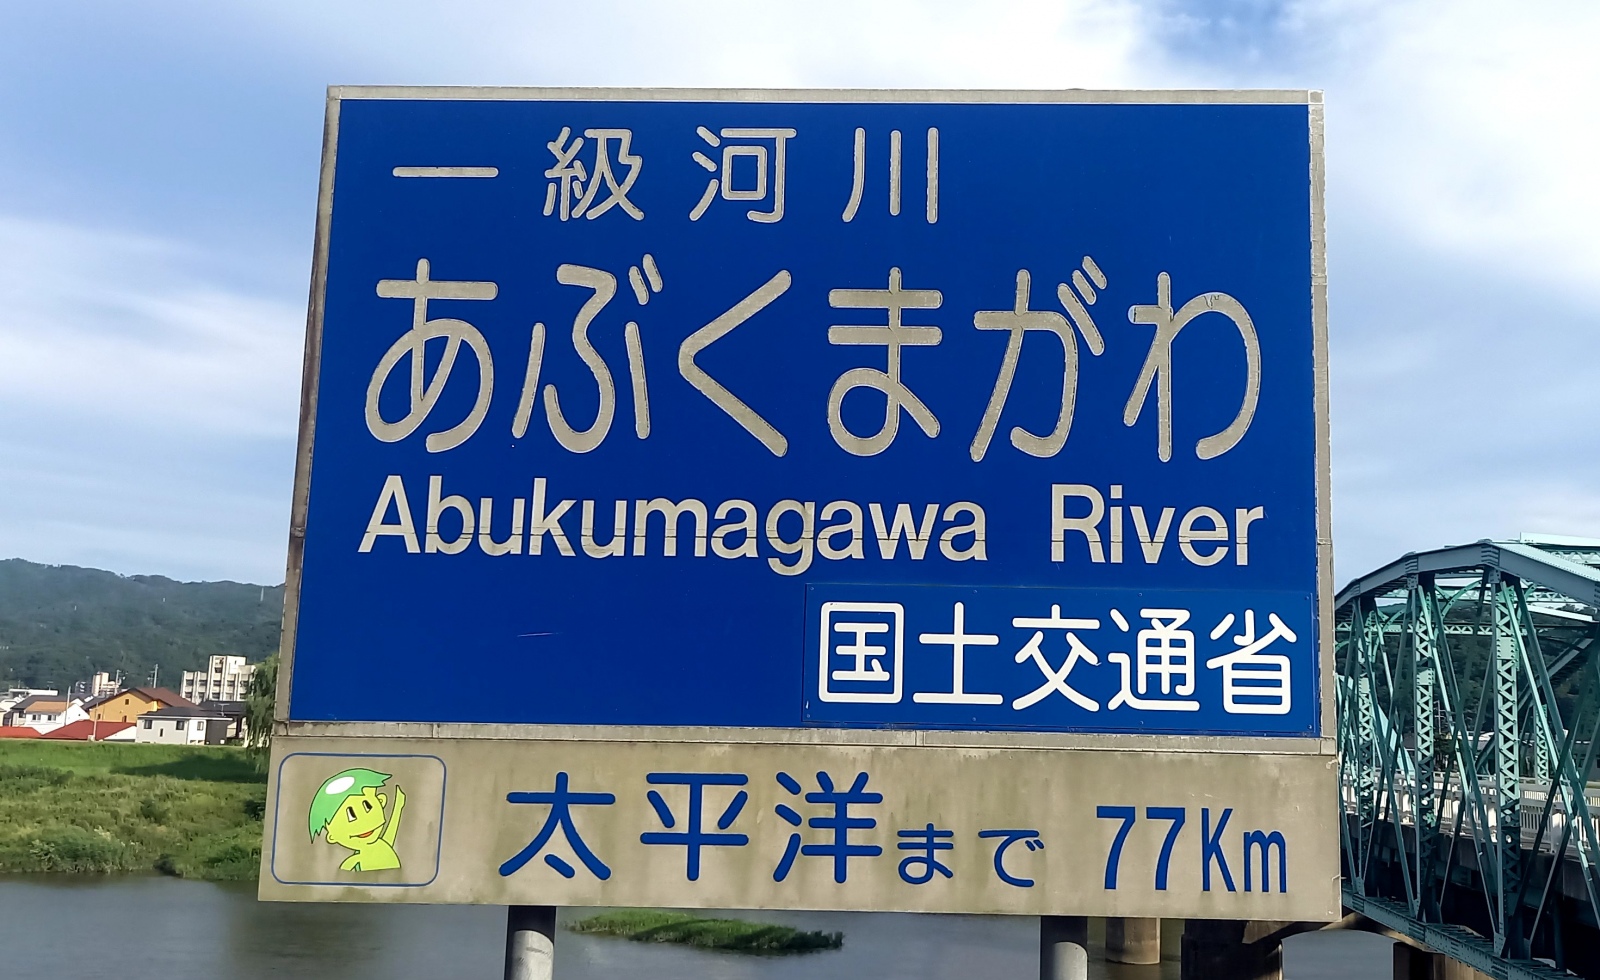 一級河川
あぶくまがわ
Abukumagawa River
国土交通省
太平洋まで 77Km